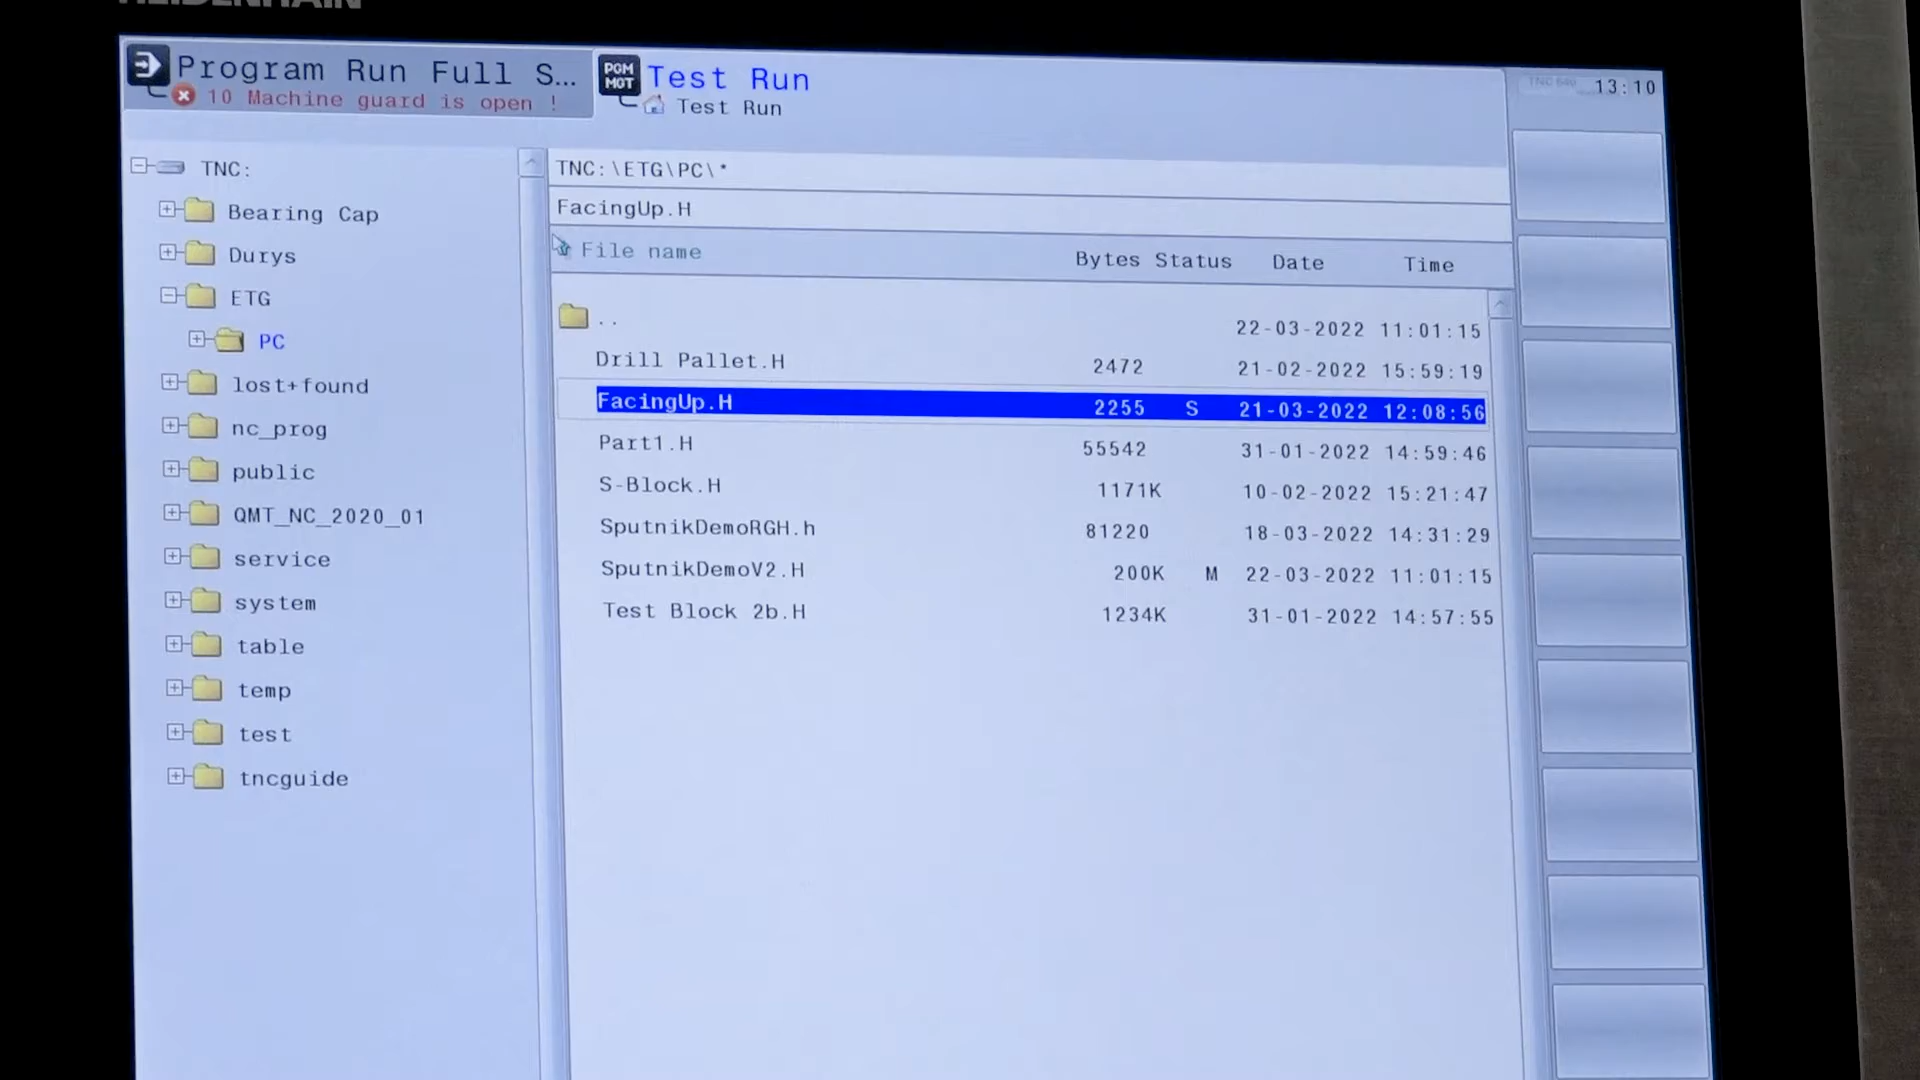 HEIDENHAIN
Program Run Full S...
10 Machine guard is open !
PGM MGT
Test Run
Test Run
TNC 640
13:10
TNC:
Bearing Cap
Durys
ETG
PC
lost+found
nc_prog
public
QMT_NC_2020_01
service
system
table
temp
test
tncguide
TNC:\ETG\PC\*
FacingUp.H
File name Bytes Status Date Time
.. 22-03-2022 11:01:15
Drill Pallet.H 2472 21-02-2022 15:59:19
FacingUp.H 2255 S 21-03-2022 12:08:56
Part1.H 55542 31-01-2022 14:59:46
S-Block.H 1171K 10-02-2022 15:21:47
SputnikDemoRGH.h 81220 18-03-2022 14:31:29
SputnikDemoV2.H 200K M 22-03-2022 11:01:15
Test Block 2b.H 1234K 31-01-2022 14:57:55